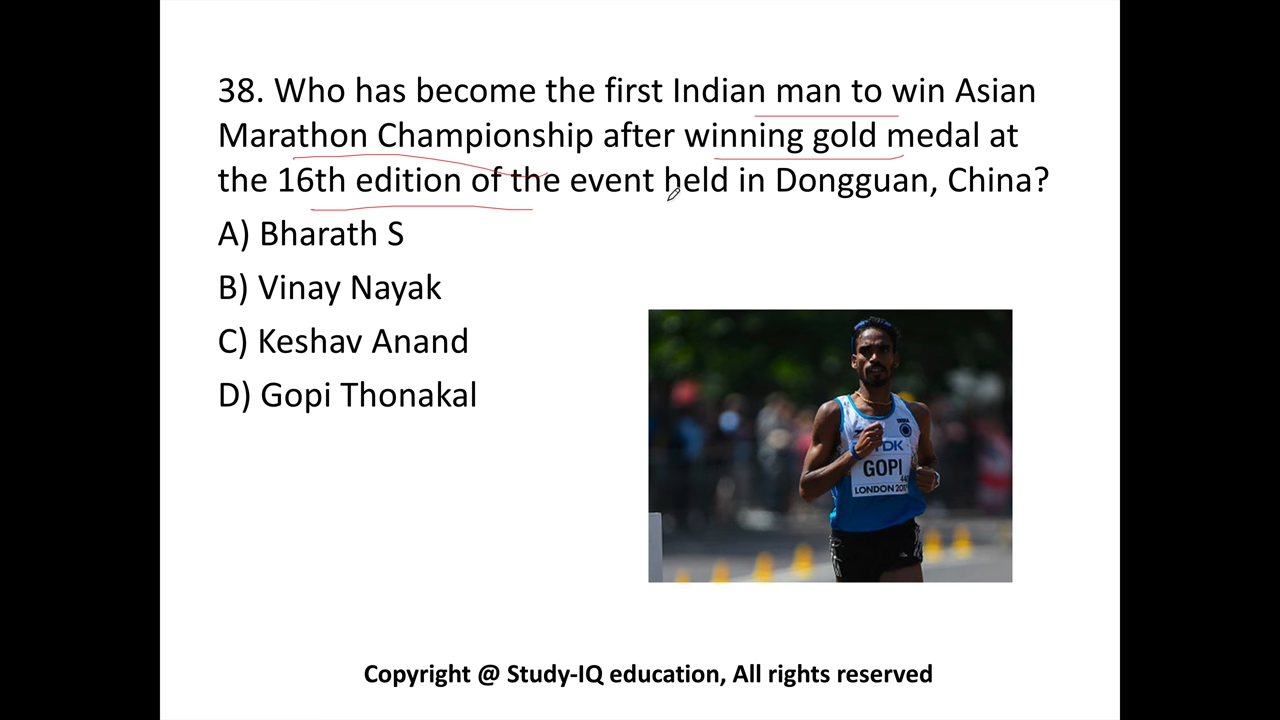 38. Who has become the first Indian man to win Asian
Marathon Championship after winning gold medal at
the 16th edition of the event held in Dongguan, China?
A) Bharath S
B) Vinay Nayak
C) Keshav Anand
D) Gopi Thonakal
TDK
GOPI
LONDON 201
Copyright @ Study-IQ education, All rights reserved